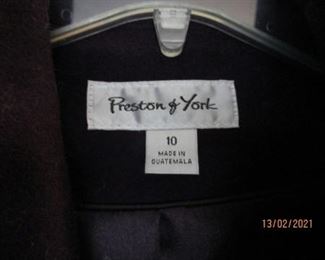 Preston & York
10
MADE IN
GUATEMALA
13/02/2021